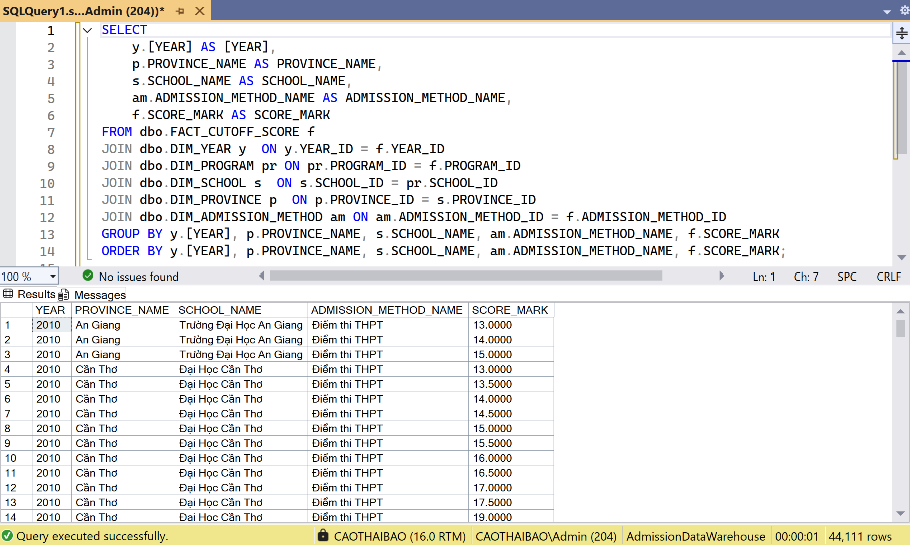 SQLQuery1.s...Admin (204))*
1 SELECT
2 y.[YEAR] AS [YEAR],
3 p.PROVINCE_NAME AS PROVINCE_NAME,
4 s.SCHOOL_NAME AS SCHOOL_NAME,
5 am.ADMISSION_METHOD_NAME AS ADMISSION_METHOD_NAME,
6 f.SCORE_MARK AS SCORE_MARK
7 FROM dbo.FACT_CUTOFF_SCORE f
8 JOIN dbo.DIM_YEAR y ON y.YEAR_ID = f.YEAR_ID
9 JOIN dbo.DIM_PROGRAM pr ON pr.PROGRAM_ID = f.PROGRAM_ID
10 JOIN dbo.DIM_SCHOOL s ON s.SCHOOL_ID = pr.SCHOOL_ID
11 JOIN dbo.DIM_PROVINCE p ON p.PROVINCE_ID = s.PROVINCE_ID
12 JOIN dbo.DIM_ADMISSION_METHOD am ON am.ADMISSION_METHOD_ID = f.ADMISSION_METHOD_ID
13 GROUP BY y.[YEAR], p.PROVINCE_NAME, s.SCHOOL_NAME, am.ADMISSION_METHOD_NAME, f.SCORE_MARK
14 ORDER BY y.[YEAR], p.PROVINCE_NAME, s.SCHOOL_NAME, am.ADMISSION_METHOD_NAME, f.SCORE_MARK;
100 % No issues found Ln: 1 Ch: 7 SPC CRLF
Results Messages
YEAR PROVINCE_NAME SCHOOL_NAME ADMISSION_METHOD_NAME SCORE_MARK
1 2010 An Giang Trường Đại Học An Giang Điểm thi THPT 13.0000
2 2010 An Giang Trường Đại Học An Giang Điểm thi THPT 14.0000
3 2010 An Giang Trường Đại Học An Giang Điểm thi THPT 15.0000
4 2010 Cần Thơ Đại Học Cần Thơ Điểm thi THPT 13.0000
5 2010 Cần Thơ Đại Học Cần Thơ Điểm thi THPT 13.5000
6 2010 Cần Thơ Đại Học Cần Thơ Điểm thi THPT 14.0000
7 2010 Cần Thơ Đại Học Cần Thơ Điểm thi THPT 14.5000
8 2010 Cần Thơ Đại Học Cần Thơ Điểm thi THPT 15.0000
9 2010 Cần Thơ Đại Học Cần Thơ Điểm thi THPT 15.5000
10 2010 Cần Thơ Đại Học Cần Thơ Điểm thi THPT 16.0000
11 2010 Cần Thơ Đại Học Cần Thơ Điểm thi THPT 16.5000
12 2010 Cần Thơ Đại Học Cần Thơ Điểm thi THPT 17.0000
13 2010 Cần Thơ Đại Học Cần Thơ Điểm thi THPT 17.5000
14 2010 Cần Thơ Đại Học Cần Thơ Điểm thi THPT 19.0000
Query executed successfully. CAOTHAIBAO (16.0 RTM) CAOTHAIBAO\Admin (204) AdmissionDataWarehouse 00:00:01 44,111 rows